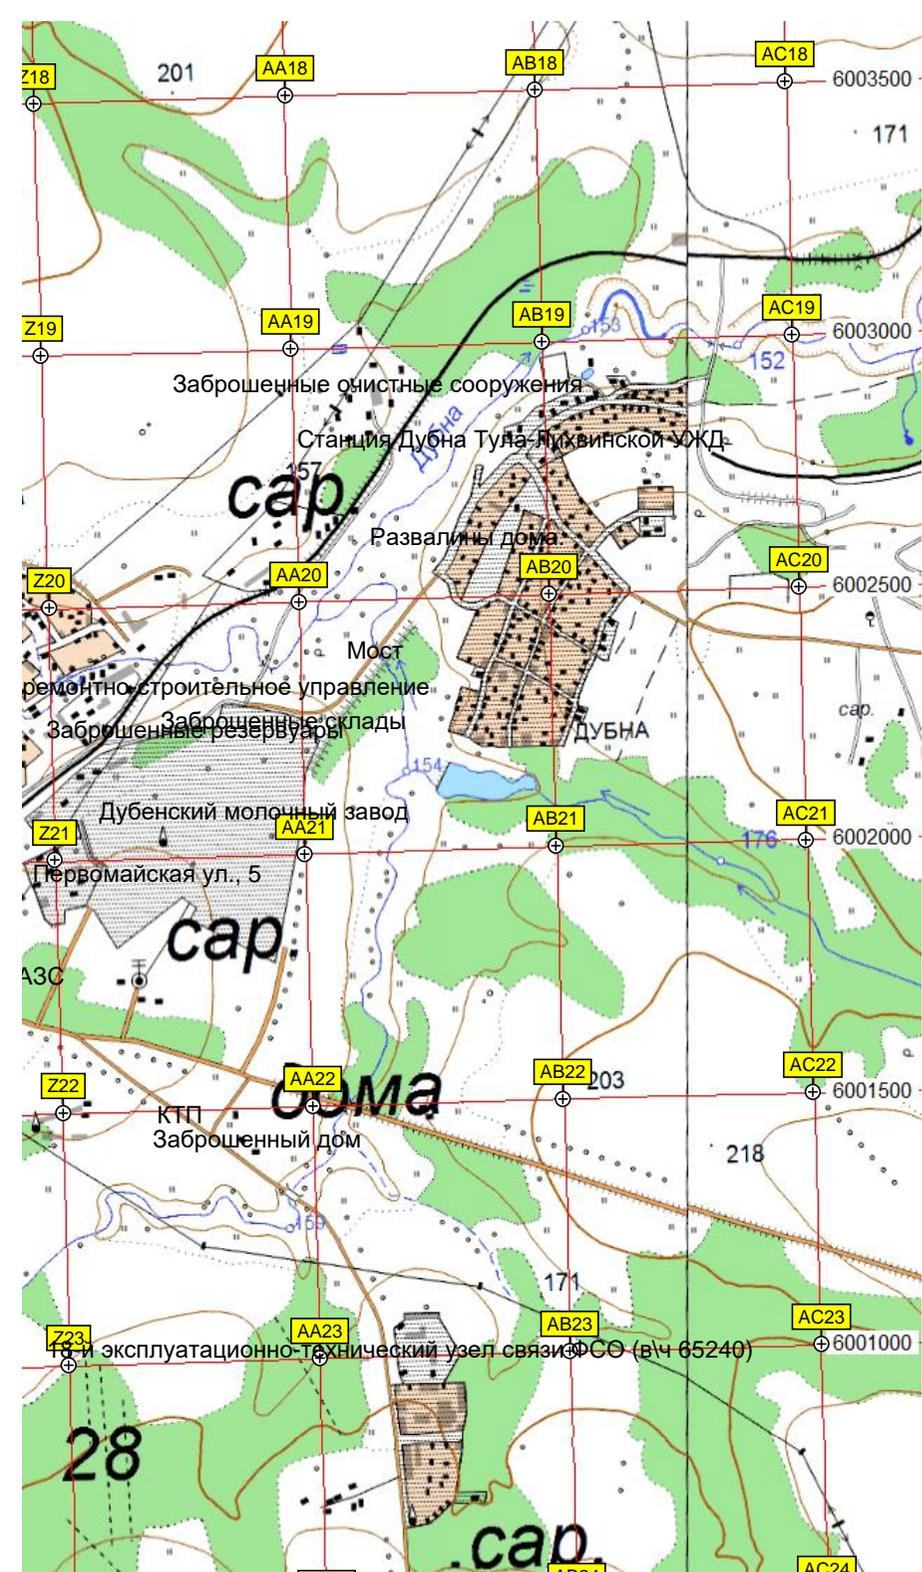 Z18
201
AA18
AB18
AC18
6003500
171
Z19
AA19
AB19
153
AC19
6003000
152
Заброшенные очистные сооружения
Дубна
Станция Дубна Тула-Лихвинской УЖД
157
сар.
Развалины дома
Z20
AA20
AB20
AC20
6002500
Мост
ремонтно-строительное управление
Заброшенные склады
Заброшенные резервуары
сар.
ДУБНА
154
Дубенский молочный завод
Z21
AA21
AB21
AC21
6002000
176
Первомайская ул., 5
сар
АЗС
Z22
AA22
дома
AB22
203
AC22
6001500
КТП
Заброшенный дом
218
159
171
Z23
AA23
AB23
AC23
6001000
й эксплуатационно-технический узел связи ФСО (в\ч 65240)
28
.сар.
AC24